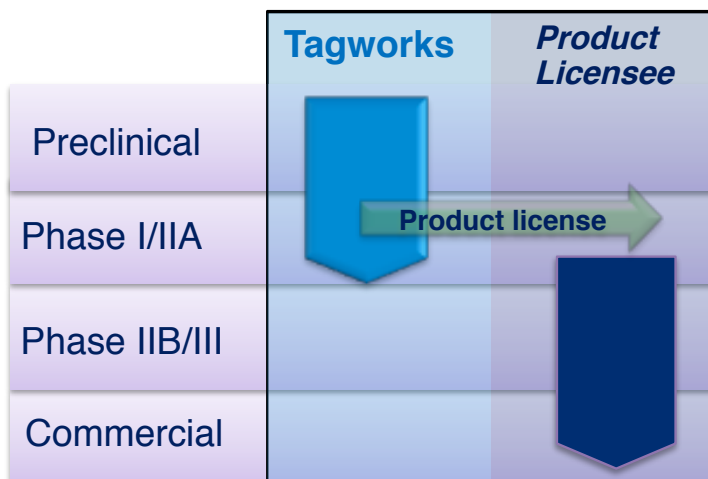 Tagworks
Product
Licensee
Preclinical
Phase I/IIA
Product license
Phase IIB/III
Commercial